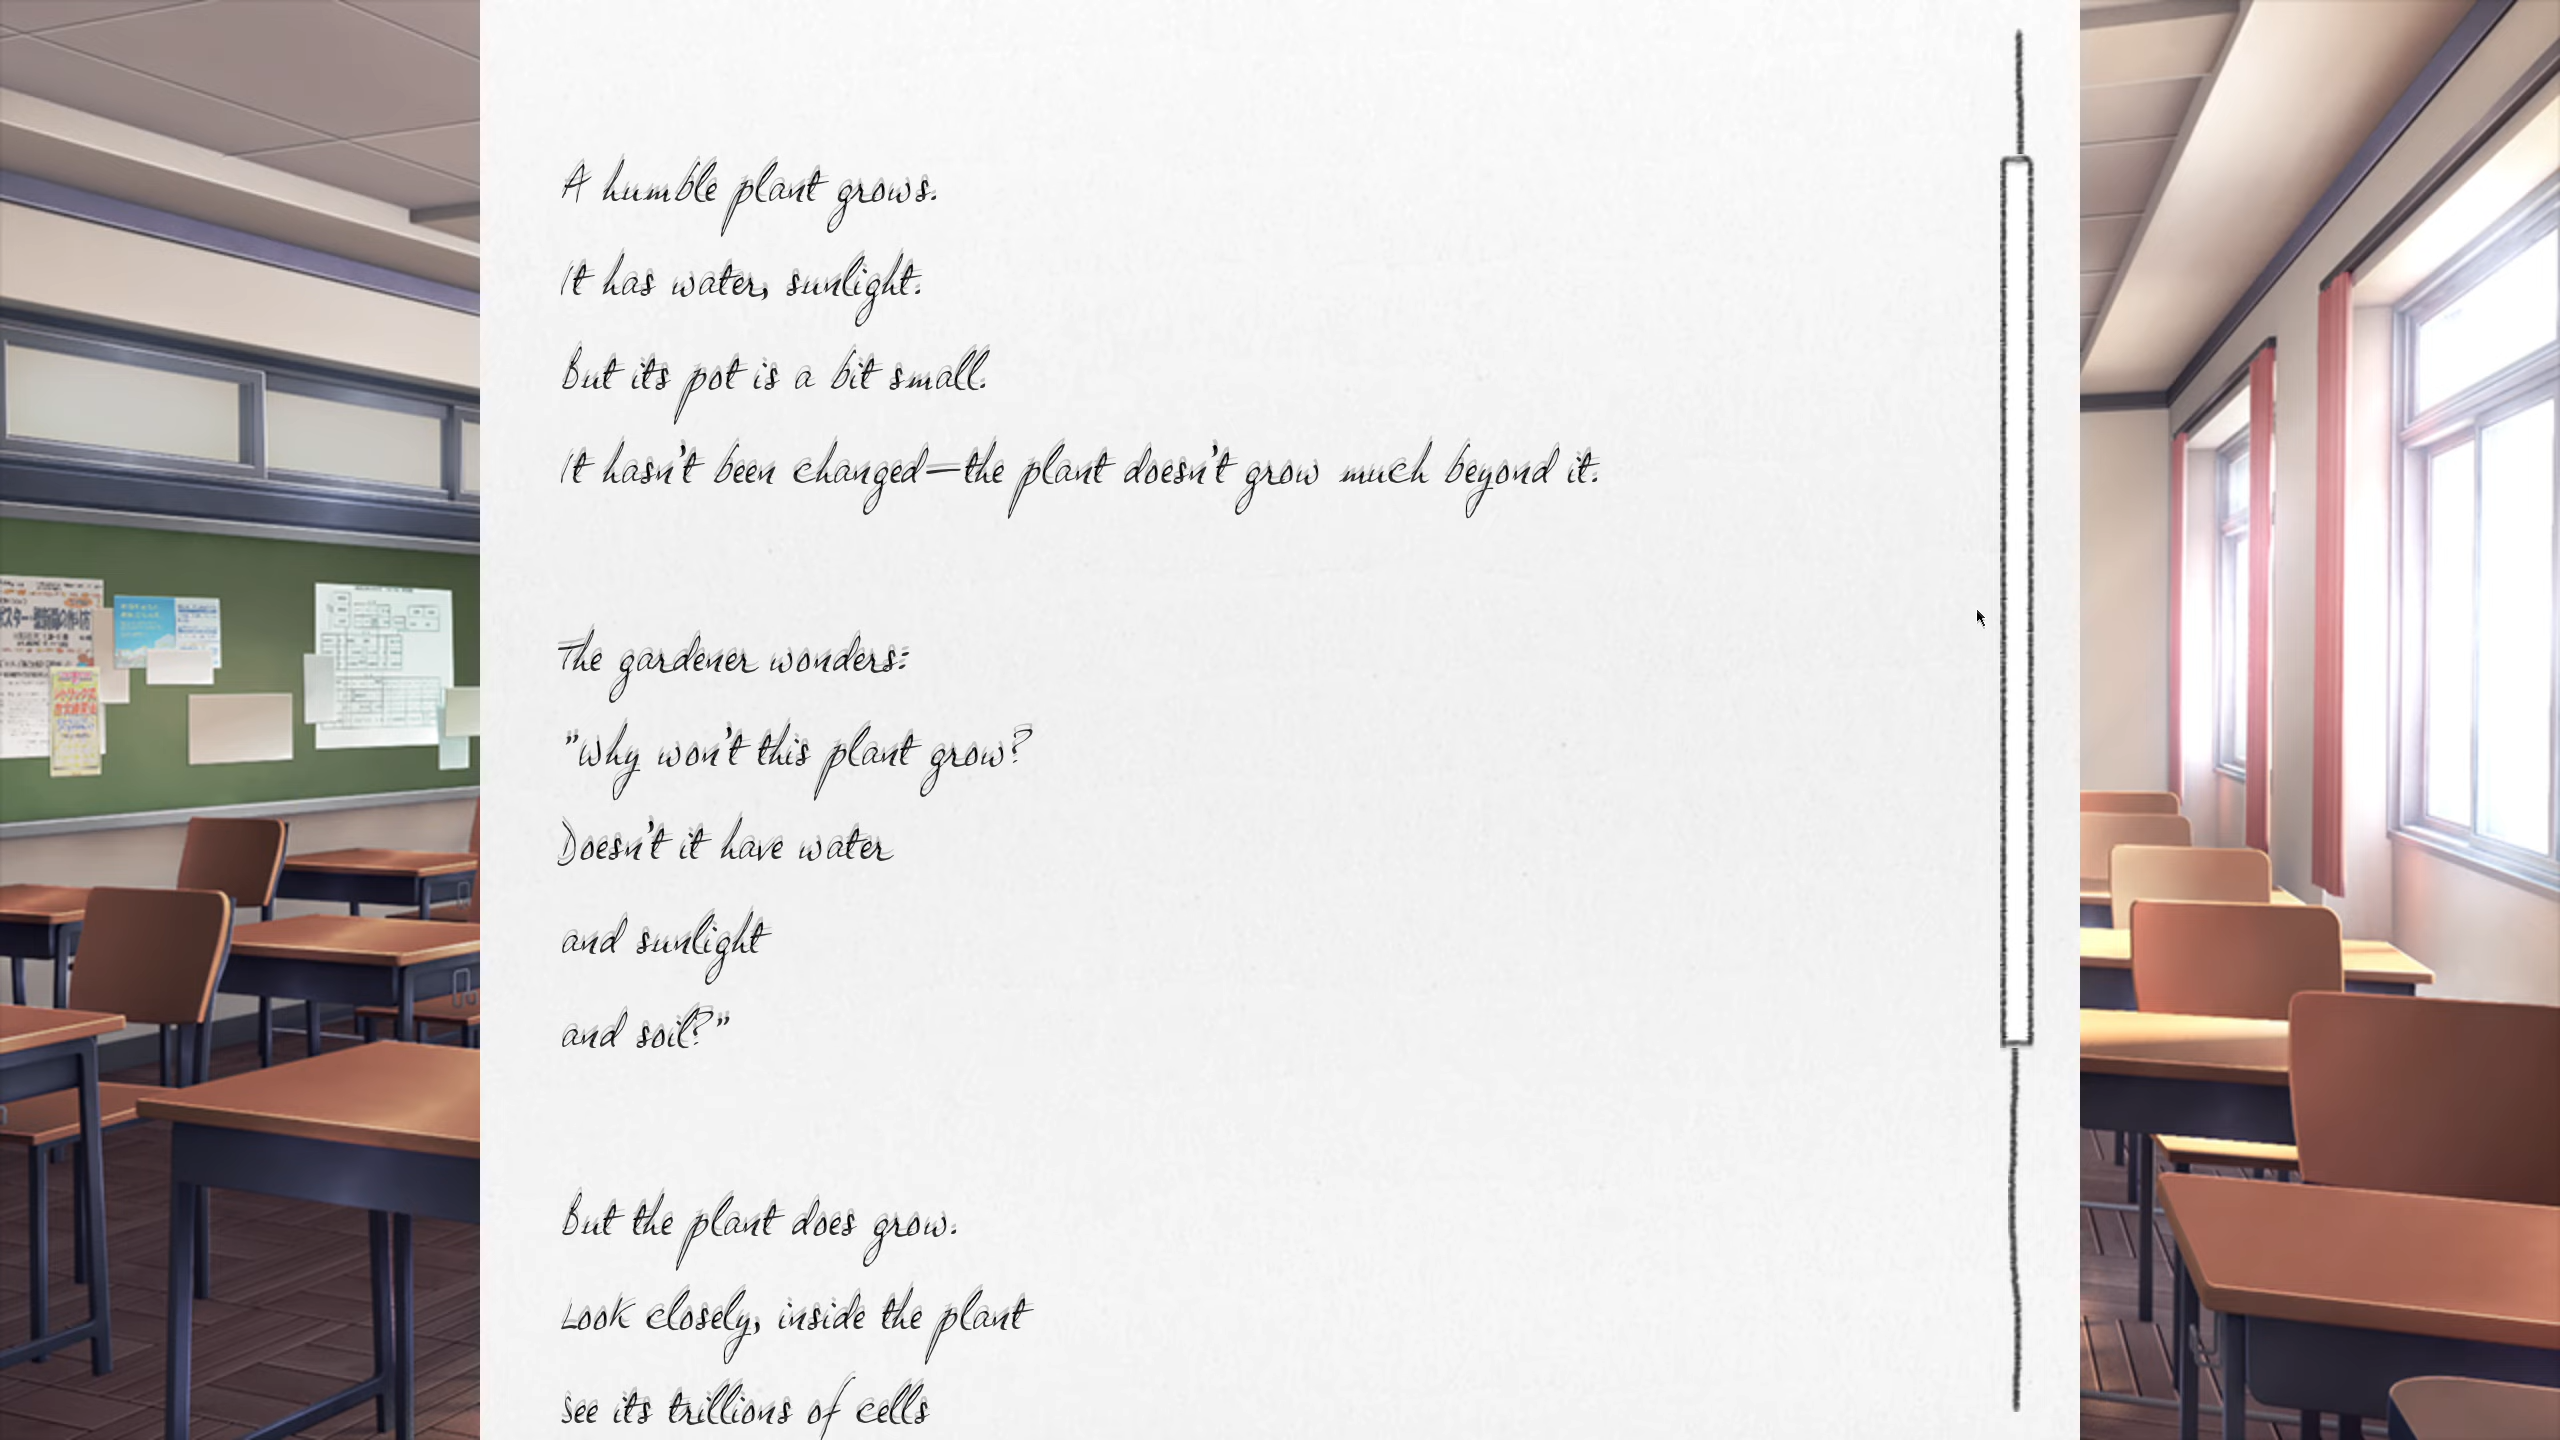 A humble plant grows.
It has water, sunlight.
But its pot is a bit small.
It hasn't been changed—the plant doesn't grow much beyond it.
The gardener wonders:
"Why won't this plant grow?
Doesn't it have water
and sunlight
and soil?"
But the plant does grow.
Look closely, inside the plant
See its trillions of cells